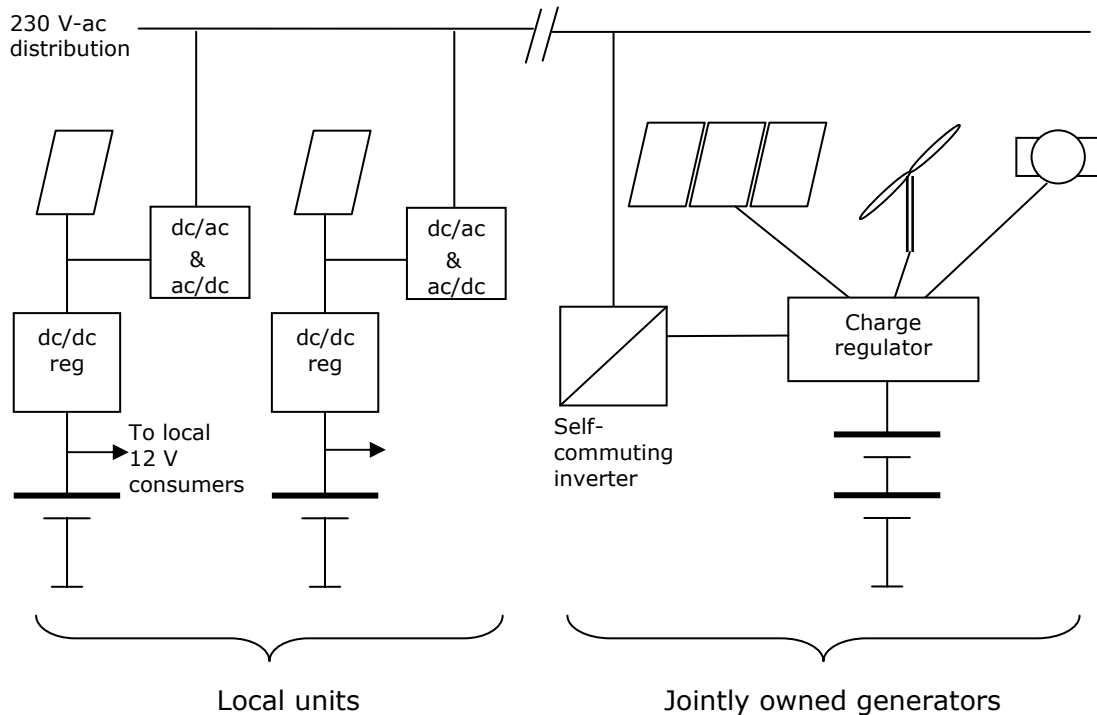 230 V-ac
distribution
dc/ac
&
ac/dc
dc/ac
&
ac/dc
dc/dc
reg
dc/dc
reg
Charge
regulator
To local
12 V
consumers
Self-
commuting
inverter
Local units
Jointly owned generators